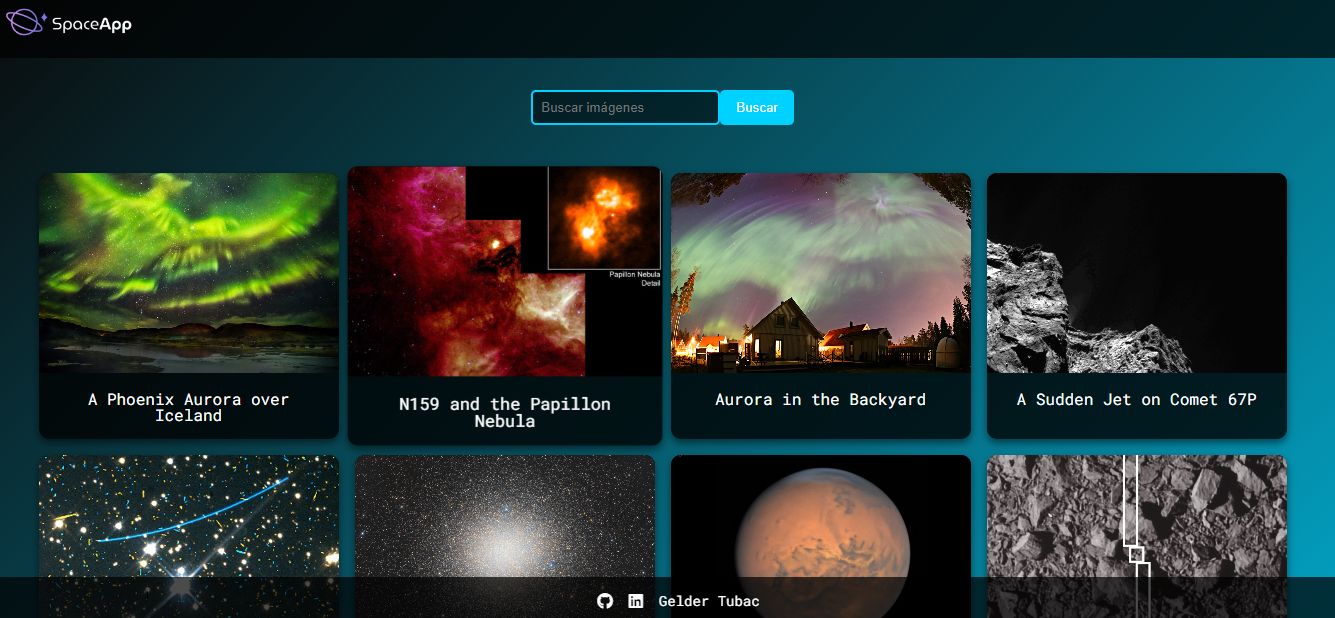 SpaceApp
Buscar imágenes
Buscar
Papillon Nebula
Detail
A Phoenix Aurora over
Iceland
N159 and the Papillon
Nebula
Aurora in the Backyard
A Sudden Jet on Comet 67P
Gelder Tubac